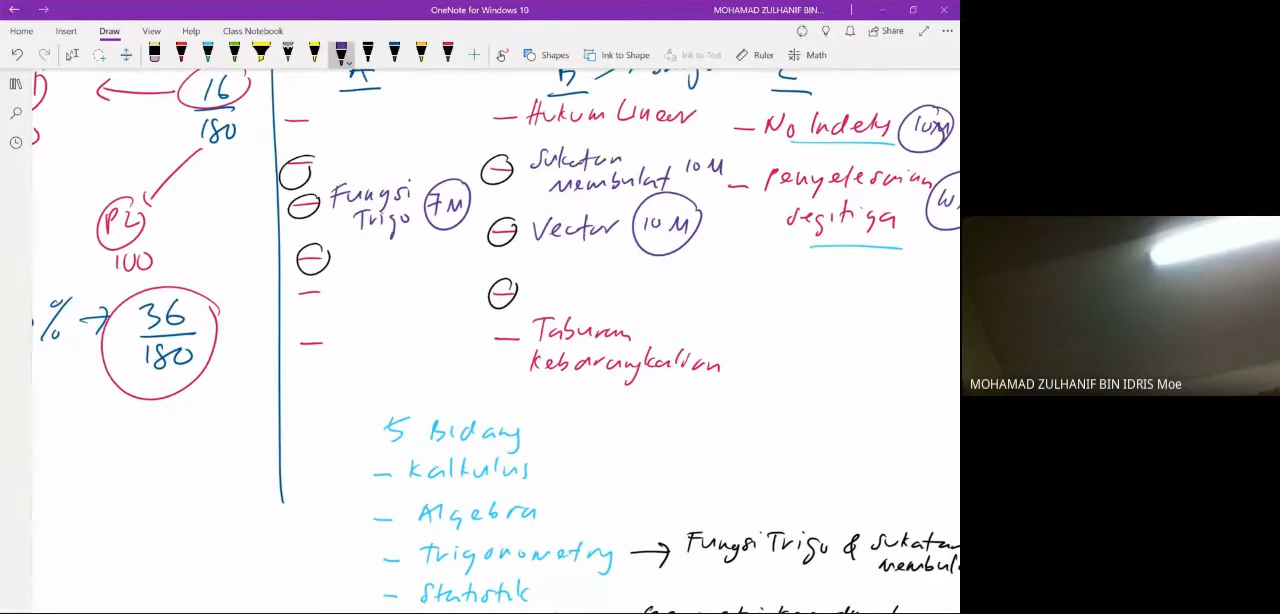 OneNote for Windows 10
MOHAMAD ZULHANIF BIN...
Home Insert Draw View Help Class Notebook
Share
Shapes Ink to Shape Ink to Text Ruler Math
16
180
P2
100
% → 36
180
A
B
C
- Hukum Linear
- Sukatan
membulat 10 M
- Vector 10 M
- Taburan
kebarangkalian
- Fungsi
Trigo 7 M
- No Indeks 10M
- Penyelesaian
segitiga
5 Bidang
- Kalkulus
- Algebra
- Trigonometry → Fungsi Trigo & Sukatan
membul
- Statistik
MOHAMAD ZULHANIF BIN IDRIS Moe